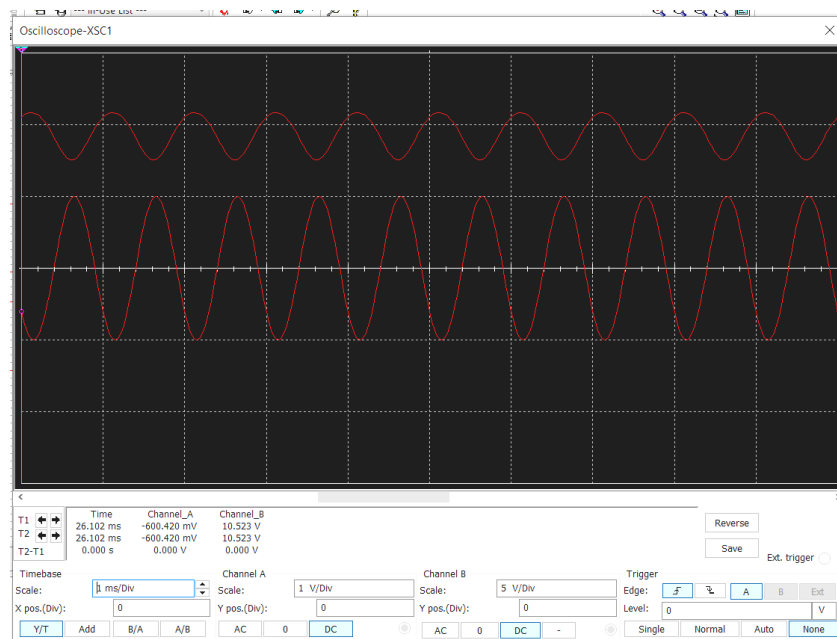 In-Use List ***
Oscilloscope-XSC1
T1
T2
T2-T1
Time Channel_A Channel_B
26.102 ms -600.420 mV 10.523 V
26.102 ms -600.420 mV 10.523 V
0.000 s 0.000 V 0.000 V
Reverse
Save
Ext. trigger
Timebase
Scale: 1 ms/Div
X pos.(Div): 0
Y/T Add B/A A/B
Channel A
Scale: 1 V/Div
Y pos.(Div): 0
AC 0 DC
Channel B
Scale: 5 V/Div
Y pos.(Div): 0
AC 0 DC -
Trigger
Edge: A B Ext
Level: 0 V
Single Normal Auto None